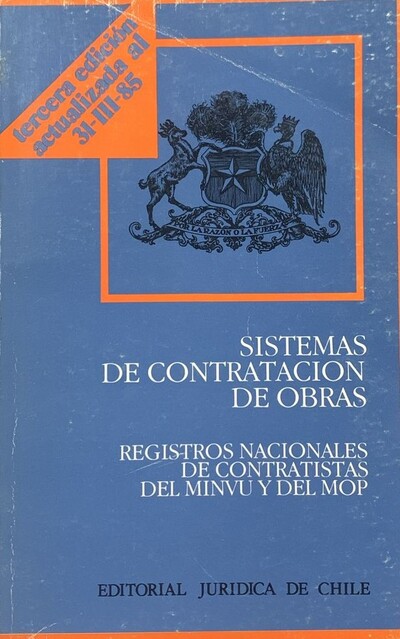 tercera edición
actualizada al
31-III-85
POR LA RAZÓN O LA FUERZA
SISTEMAS
DE CONTRATACION
DE OBRAS
REGISTROS NACIONALES
DE CONTRATISTAS
DEL MINVU Y DEL MOP
EDITORIAL JURIDICA DE CHILE